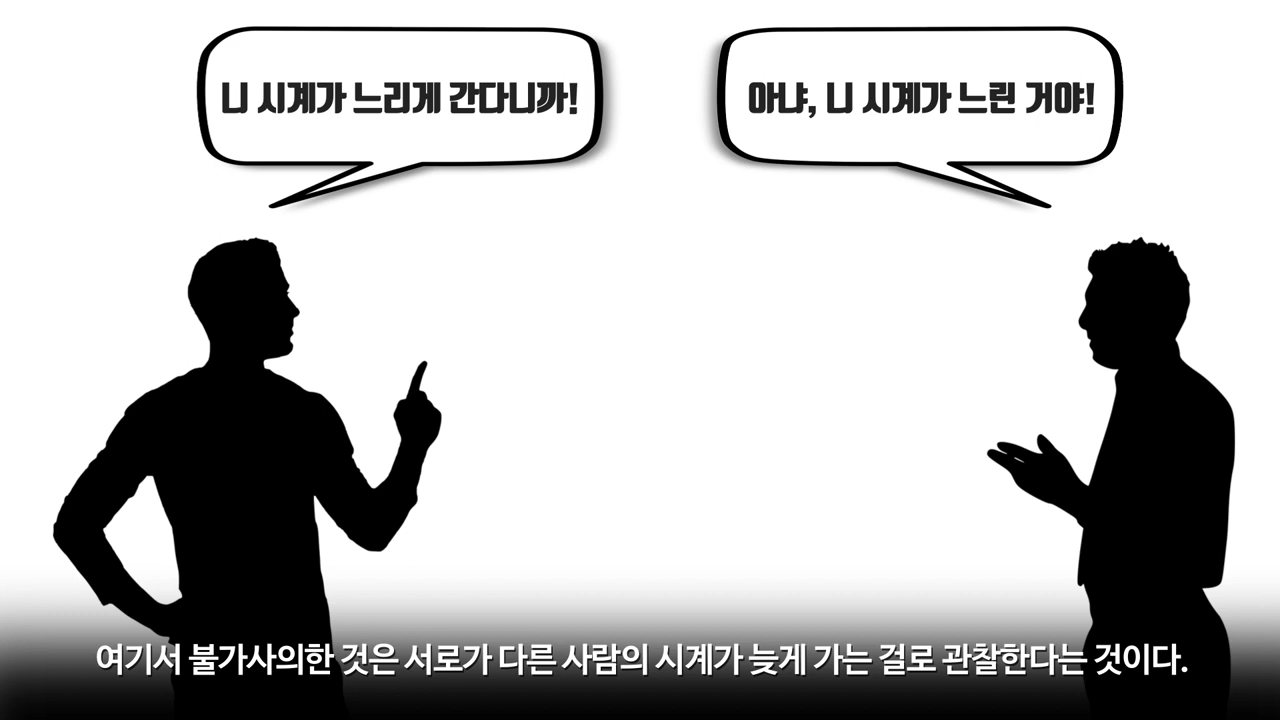 니 시계가 느리게 간다니까!
아냐, 니 시계가 느린 거야!
여기서 불가사의한 것은 서로가 다른 사람의 시계가 늦게 가는 걸로 관찰한다는 것이다.